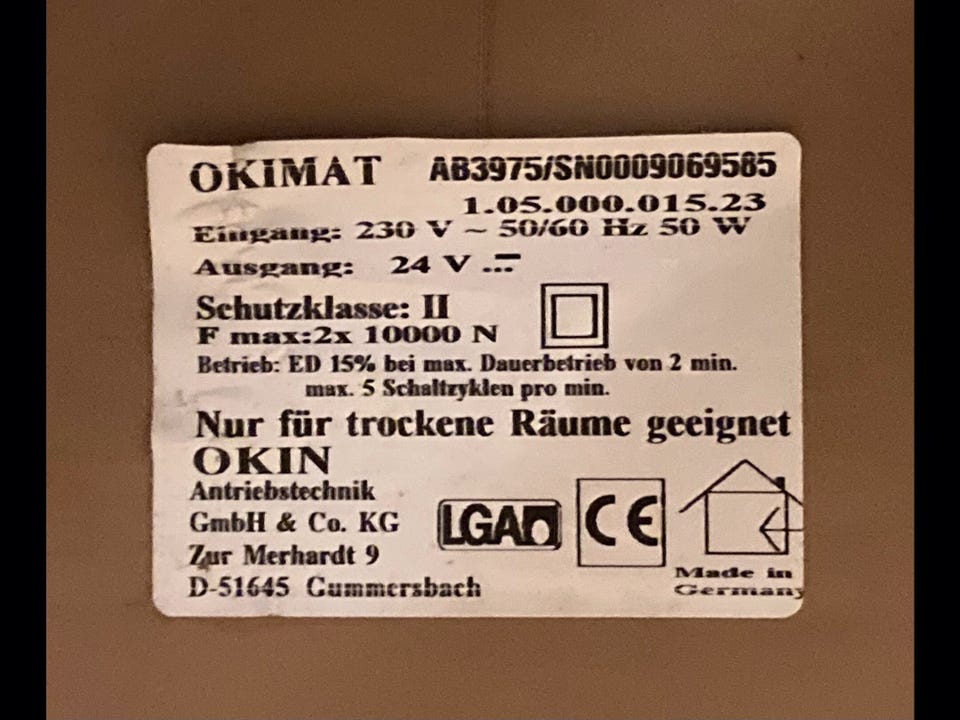 OKIMAT AB3975/SN0009069585
1.05.000.015.23
Eingang: 230 V ~ 50/60 Hz 50 W
Ausgang: 24 V
Schutzklasse: II
F max:2x 10000 N
Betrieb: ED 15% bei max. Dauerbetrieb von 2 min.
max. 5 Schaltzyklen pro min.
Nur für trockene Räume geeignet
OKIN
Antriebstechnik
GmbH & Co. KG
Zur Merhardt 9
D-51645 Gummersbach
LGA
CE
Made in
Germany